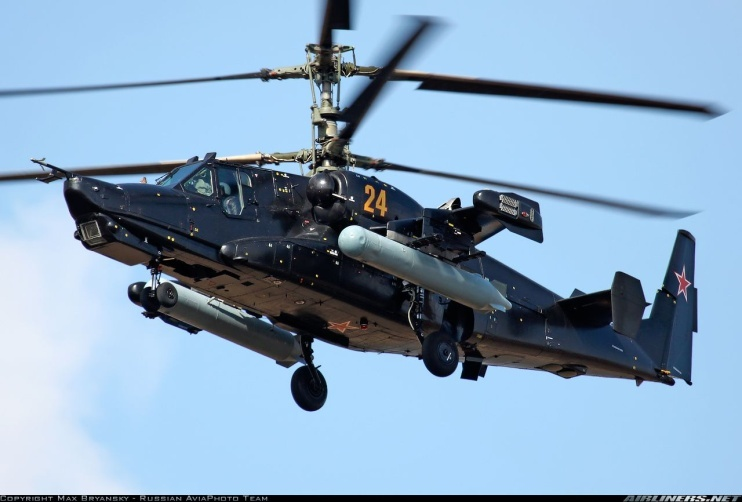 24
Copyright Max Bryansky - Russian AviaPhoto Team
AIRLINERS.NET